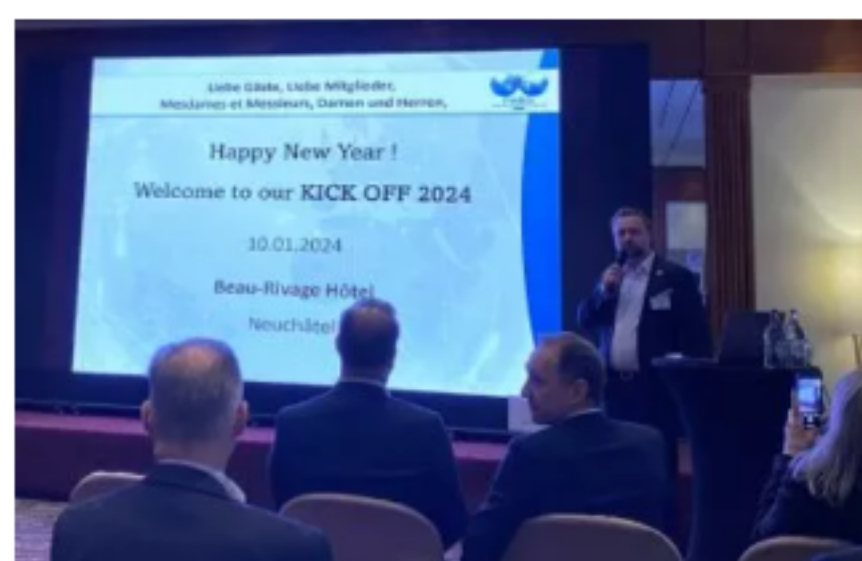 Liebe Gäste, Liebe Mitglieder,
Mesdames et Messieurs, Damen und Herren,
Happy New Year !
Welcome to our KICK OFF 2024
10.01.2024
Beau-Rivage Hôtel
Neuchâtel